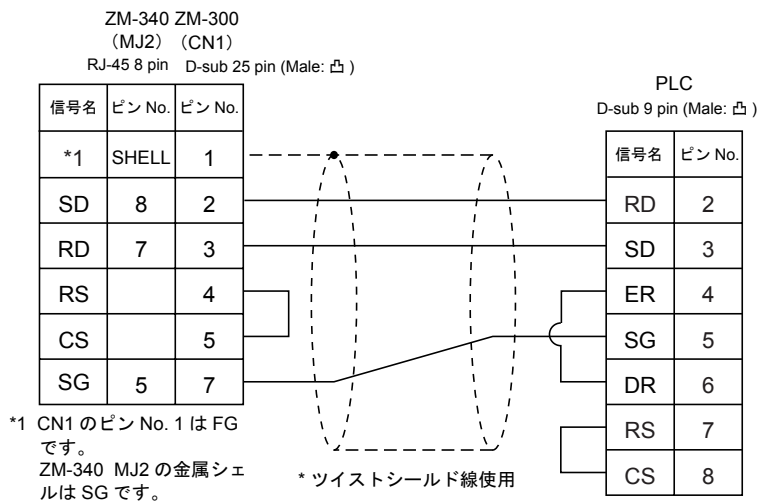 ZM-340 ZM-300
（MJ2）（CN1）
RJ-45 8 pin D-sub 25 pin (Male: 凸 )
信号名 ピン No. ピン No.
*1 SHELL 1
SD 8 2
RD 7 3
RS 4
CS 5
SG 5 7
*1 CN1 のピン No. 1 は FG
です。
ZM-340 MJ2 の金属シェ
ルは SG です。
* ツイストシールド線使用
PLC
D-sub 9 pin (Male: 凸 )
信号名 ピン No.
RD 2
SD 3
ER 4
SG 5
DR 6
RS 7
CS 8